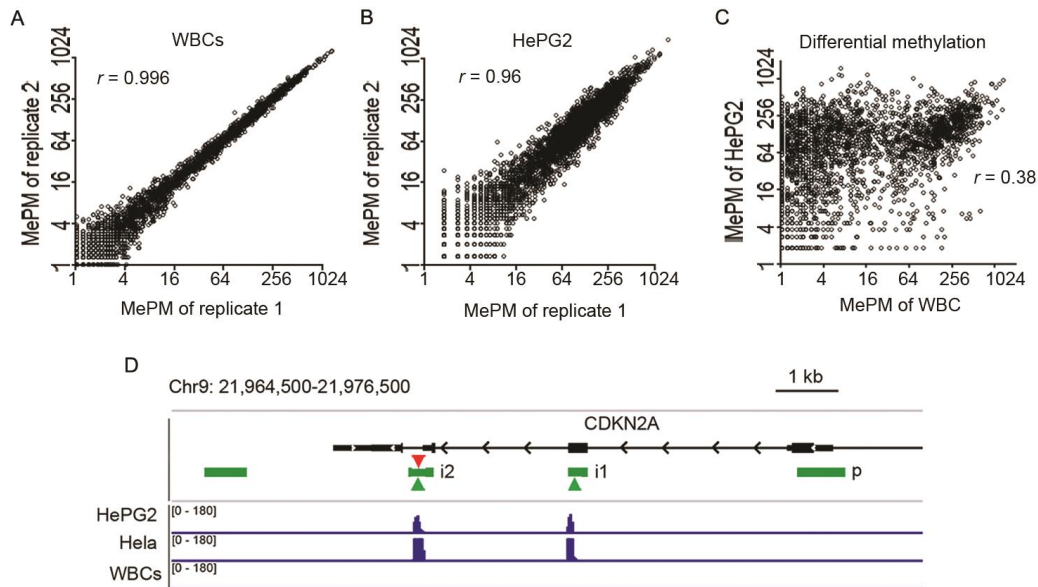 A
WBCs
r = 0.996
MePM of replicate 2
1 4 16 64 256 1024
1 4 16 64 256 1024
MePM of replicate 1
B
HePG2
r = 0.96
MePM of replicate 2
1 4 16 64 256 1024
1 4 16 64 256 1024
MePM of replicate 1
C
Differential methylation
r = 0.38
MePM of HePG2
1 4 16 64 256 1024
1 4 16 64 256 1024
MePM of WBC
D
Chr9: 21,964,500-21,976,500
1 kb
CDKN2A
i2
i1
p
HePG2 [0 - 180]
Hela [0 - 180]
WBCs [0 - 180]